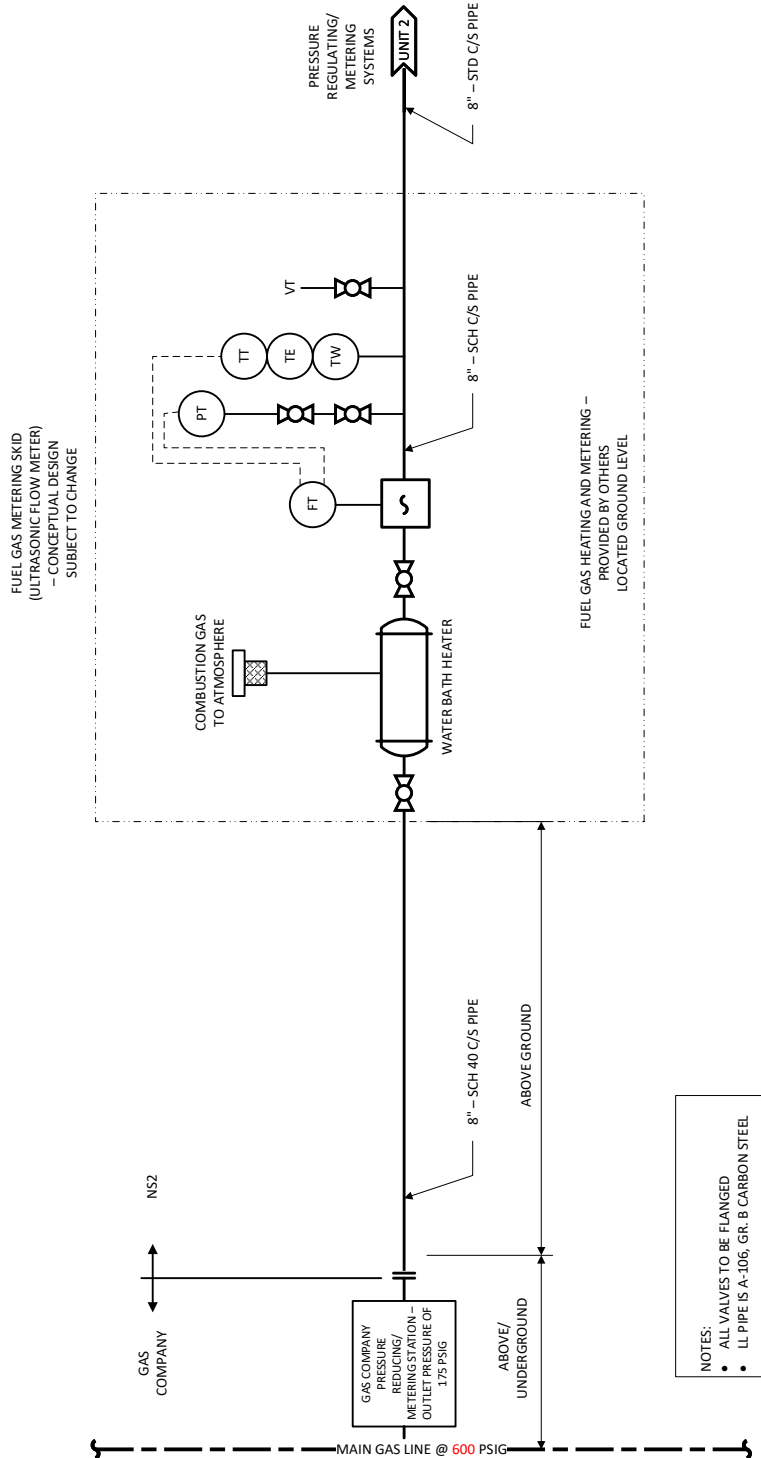 FUEL GAS METERING SKID
(ULTRASONIC FLOW METER)
– CONCEPTUAL DESIGN
SUBJECT TO CHANGE
GAS
COMPANY
NS2
COMBUSTION GAS
TO ATMOSPHERE
FT
PT
TT
TE
TW
VT
PRESSURE
REGULATING/
METERING
SYSTEMS
UNIT 2
MAIN GAS LINE @ 600 PSIG
GAS COMPANY
PRESSURE
REDUCING/
METERING STATION –
OUTLET PRESSURE OF
175 PSIG
WATER BATH HEATER
8" – SCH 40 C/S PIPE
8" – SCH C/S PIPE
8" – STD C/S PIPE
ABOVE/
UNDERGROUND
ABOVE GROUND
FUEL GAS HEATING AND METERING –
PROVIDED BY OTHERS
LOCATED GROUND LEVEL
NOTES:
• ALL VALVES TO BE FLANGED
• LL PIPE IS A-106, GR. B CARBON STEEL